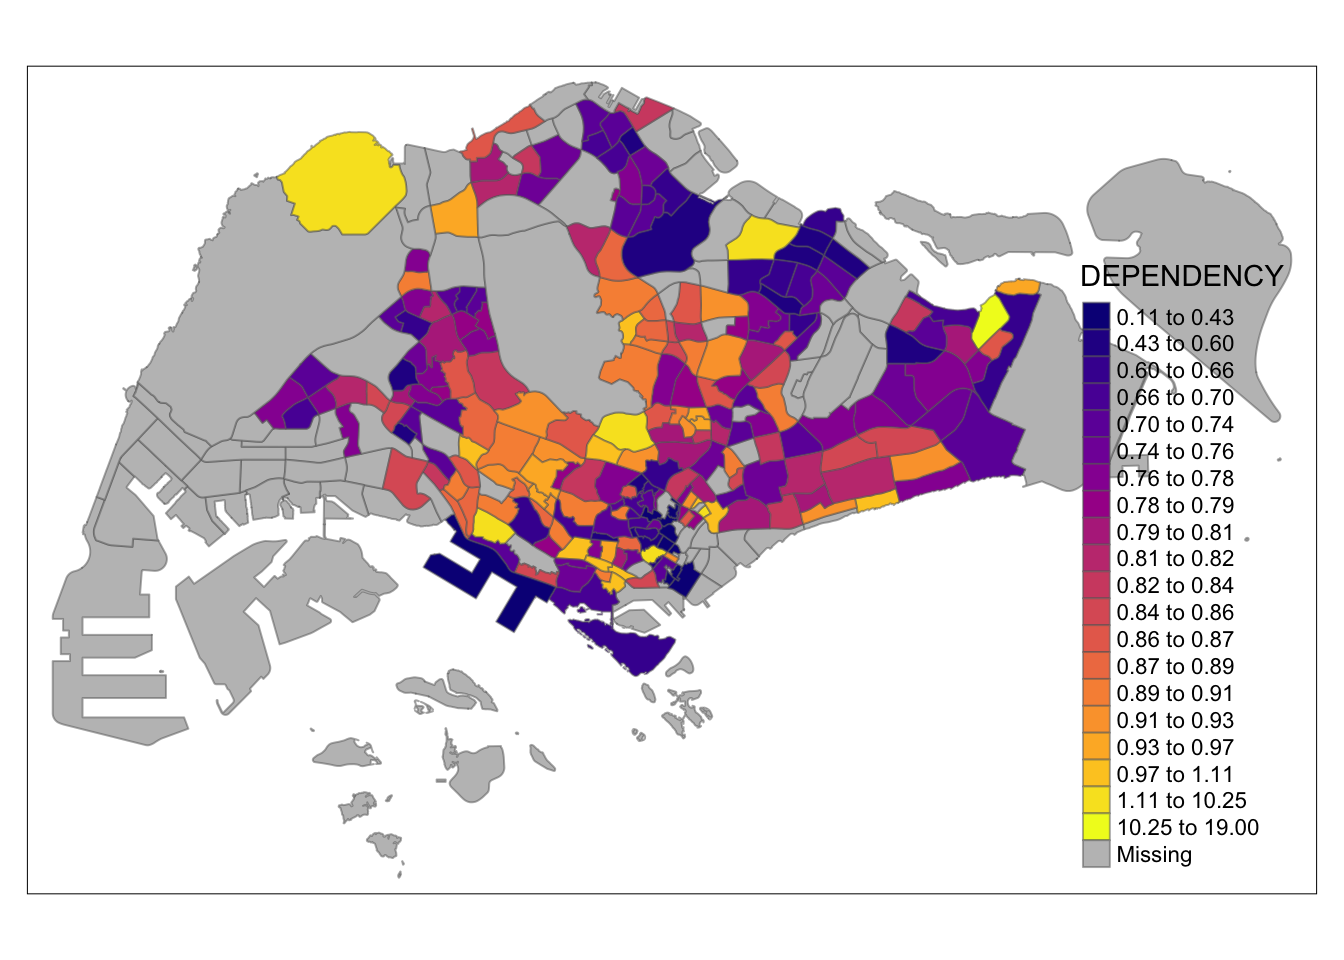 DEPENDENCY
0.11 to 0.43
0.43 to 0.60
0.60 to 0.66
0.66 to 0.70
0.70 to 0.74
0.74 to 0.76
0.76 to 0.78
0.78 to 0.79
0.79 to 0.81
0.81 to 0.82
0.82 to 0.84
0.84 to 0.86
0.86 to 0.87
0.87 to 0.89
0.89 to 0.91
0.91 to 0.93
0.93 to 0.97
0.97 to 1.11
1.11 to 10.25
10.25 to 19.00
Missing